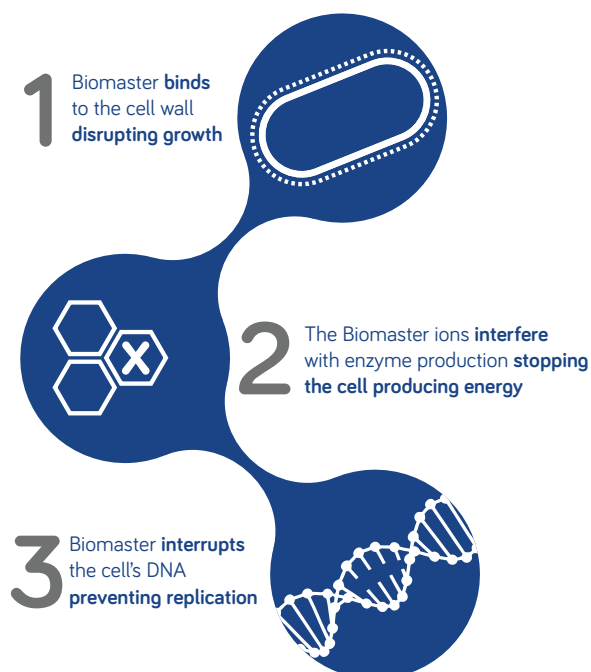 1
Biomaster binds
to the cell wall
disrupting growth
X
2
The Biomaster ions interfere
with enzyme production stopping
the cell producing energy
3
Biomaster interrupts
the cell's DNA
preventing replication